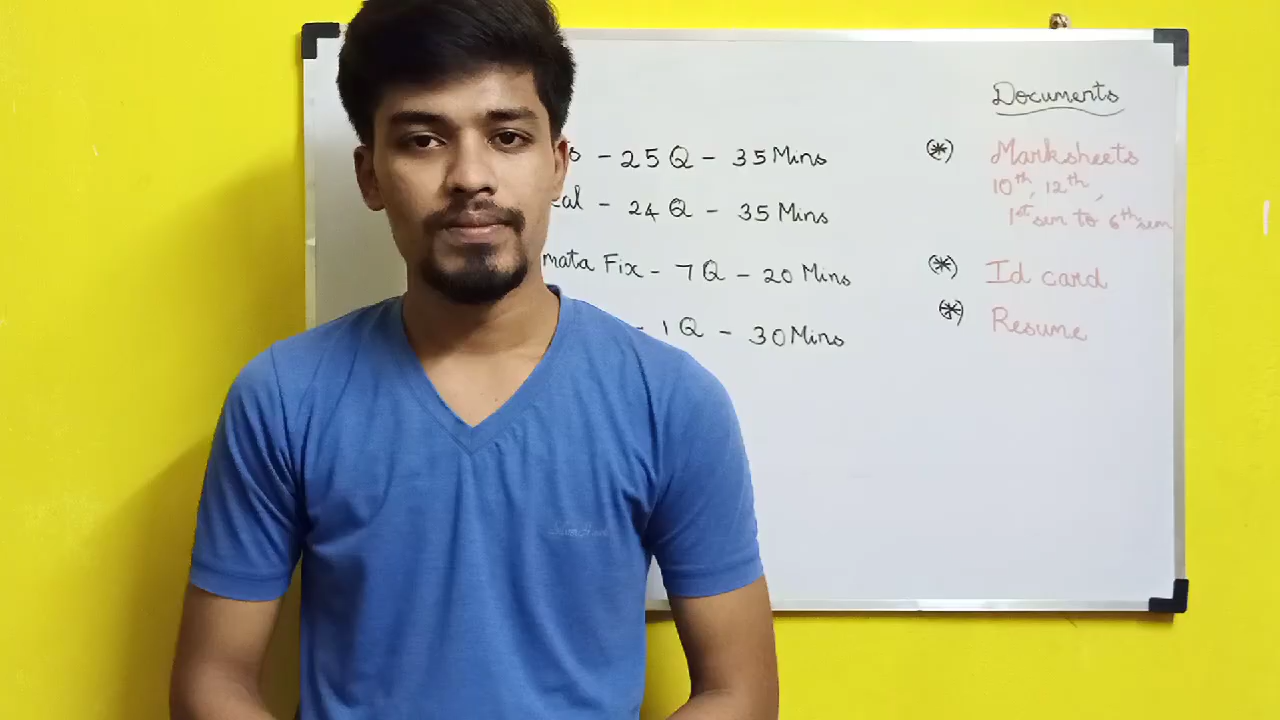 - 25 Q - 35 Mins
- 24 Q - 35 Mins
mata Fix - 7 Q - 20 Mins
- 1 Q - 30 Mins
Documents
(*) Marksheets
10th, 12th,
1st sem to 6th sem
(*) Id card
(*) Resume